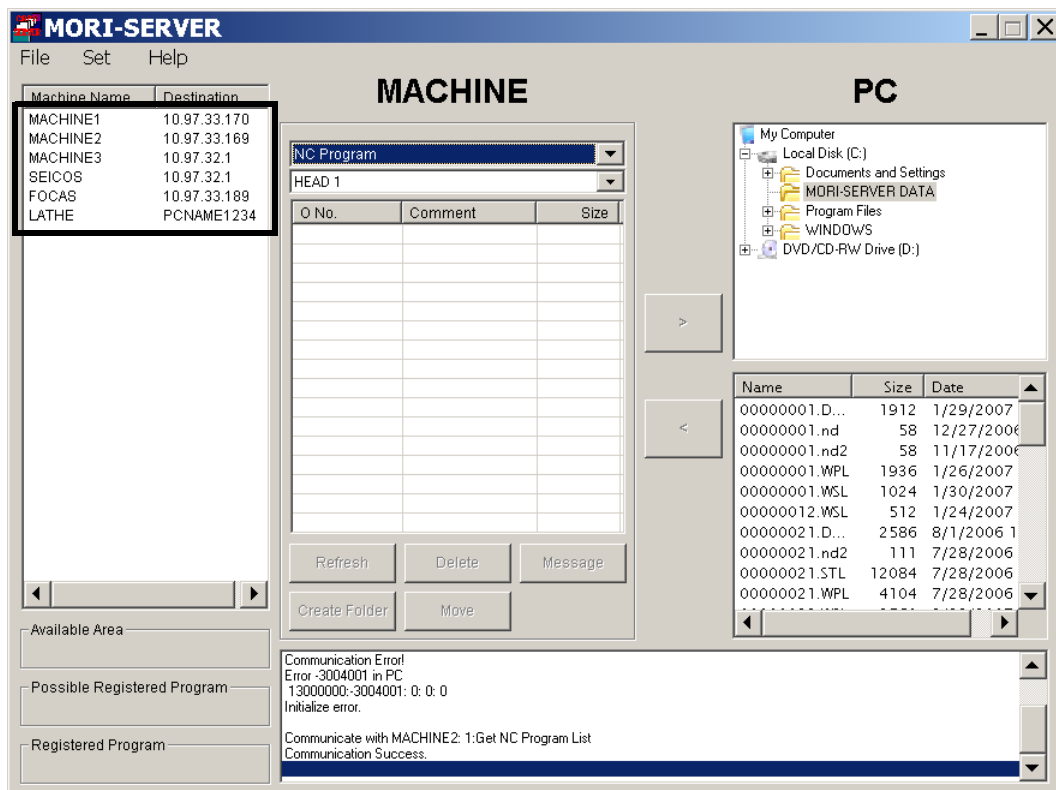 MORI-SERVER
File Set Help
MACHINE
PC
Machine Name Destination
MACHINE1 10.97.33.170
MACHINE2 10.97.33.169
MACHINE3 10.97.32.1
SEICOS 10.97.32.1
FOCAS 10.97.33.189
LATHE PCNAME1234
NC Program
HEAD 1
O No. Comment Size
My Computer
Local Disk (C:)
Documents and Settings
MORI-SERVER DATA
Program Files
WINDOWS
DVD/CD-RW Drive (D:)
>
<
Name Size Date
00000001.D... 1912 1/29/2007
00000001.nd 58 12/27/2006
00000001.nd2 58 11/17/2006
00000001.WPL 1936 1/26/2007
00000001.WSL 1024 1/30/2007
00000012.WSL 512 1/24/2007
00000021.D... 2586 8/1/2006 1
00000021.nd2 111 7/28/2006
00000021.STL 12084 7/28/2006
00000021.WPL 4104 7/28/2006
Refresh Delete Message
Create Folder Move
Available Area
Possible Registered Program
Registered Program
Communication Error!
Error -3004001 in PC
13000000:-3004001: 0: 0: 0
Initialize error.
Communicate with MACHINE2: 1:Get NC Program List
Communication Success.